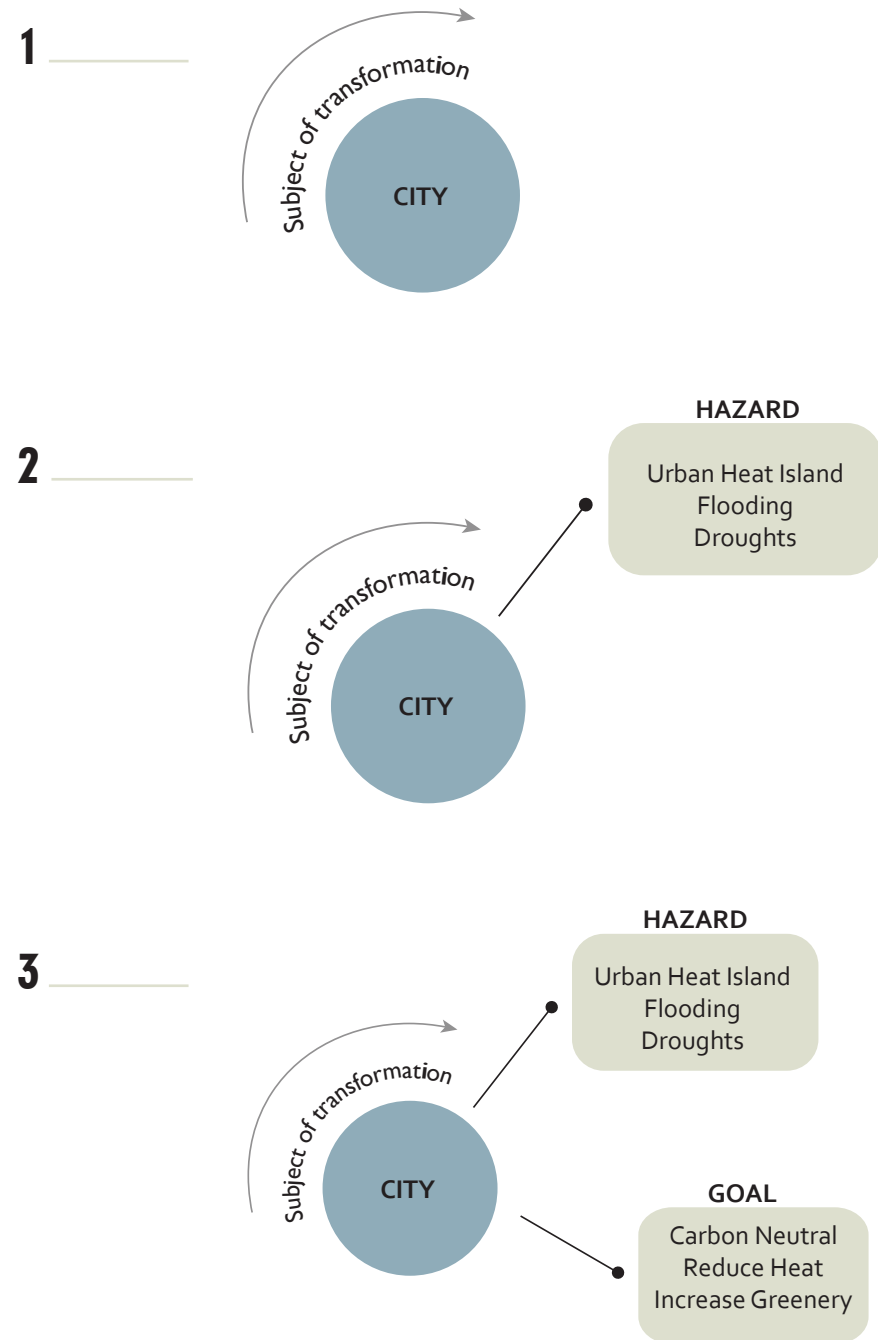 1
Subject of transformation
CITY
2
HAZARD
Urban Heat Island
Flooding
Droughts
Subject of transformation
CITY
3
HAZARD
Urban Heat Island
Flooding
Droughts
Subject of transformation
CITY
GOAL
Carbon Neutral
Reduce Heat
Increase Greenery